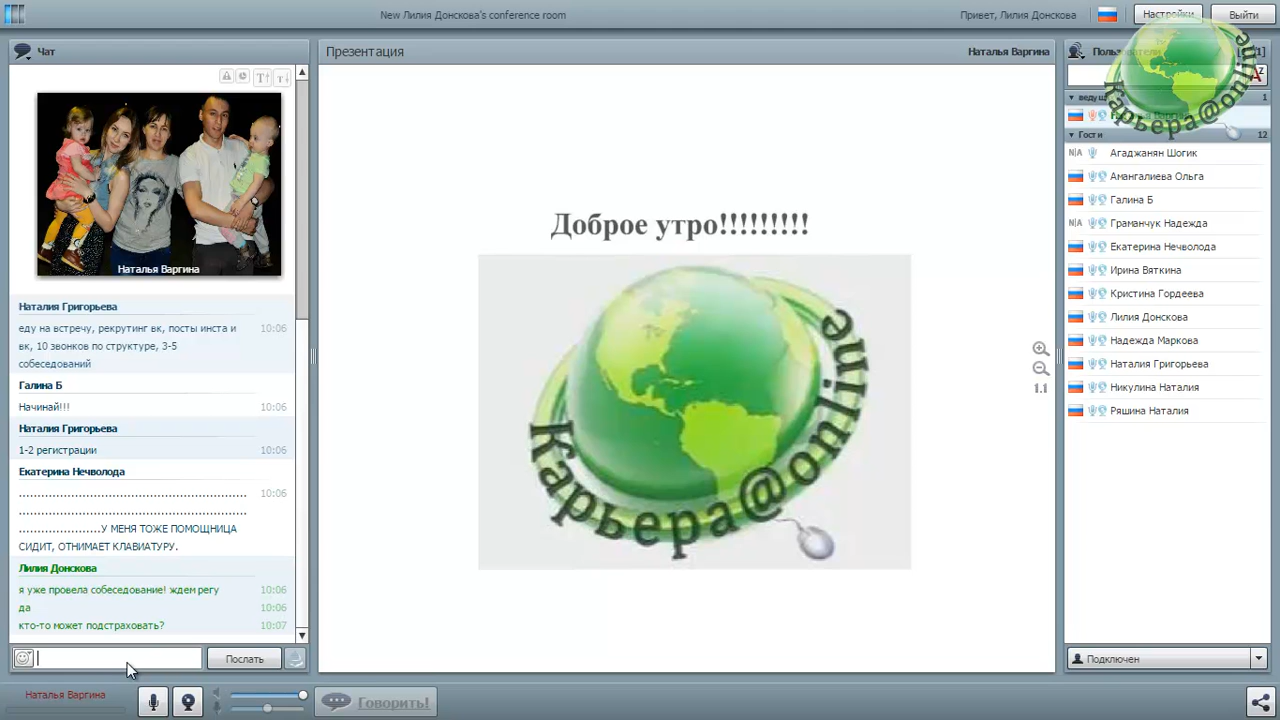 New Лилия Донскова's conference room
Привет, Лилия Донскова
Настройки
Выйти
Чат
Наталья Варгина
Наталия Григорьева
еду на встречу, рекрутинг вк, посты инста и 10:06
вк, 10 звонков по структуре, 3-5
собеседований
Галина Б
Начинай!!! 10:06
Наталия Григорьева
1-2 регистрации 10:06
Екатерина Нечволода
................................................................ 10:06
................................................................
.......................У МЕНЯ ТОЖЕ ПОМОЩНИЦА
СИДИТ, ОТНИМАЕТ КЛАВИАТУРУ.
Лилия Донскова
я уже провела собеседование! ждем регу 10:06
да 10:06
кто-то может подстраховать? 10:07
Послать
Наталья Варгина
Говорить!
Презентация
Наталья Варгина
Доброе утро!!!!!!!!!
Карьера@online
1.1
Карьера@online
1
Гости 12
N|A Агаджанян Шогик
Амангалиева Ольга
Галина Б
N|A Граманчук Надежда
Екатерина Нечволода
Ирина Вяткина
Кристина Гордеева
Лилия Донскова
Надежда Маркова
Наталия Григорьева
Никулина Наталия
Ряшина Наталия
Подключен